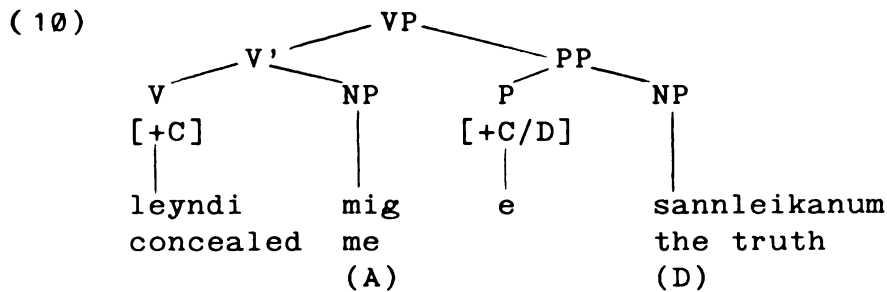 (10) VP
V' PP
V NP P NP
[+C] [+C/D]
leyndi mig e sannleikanum
concealed me the truth
(A) (D)